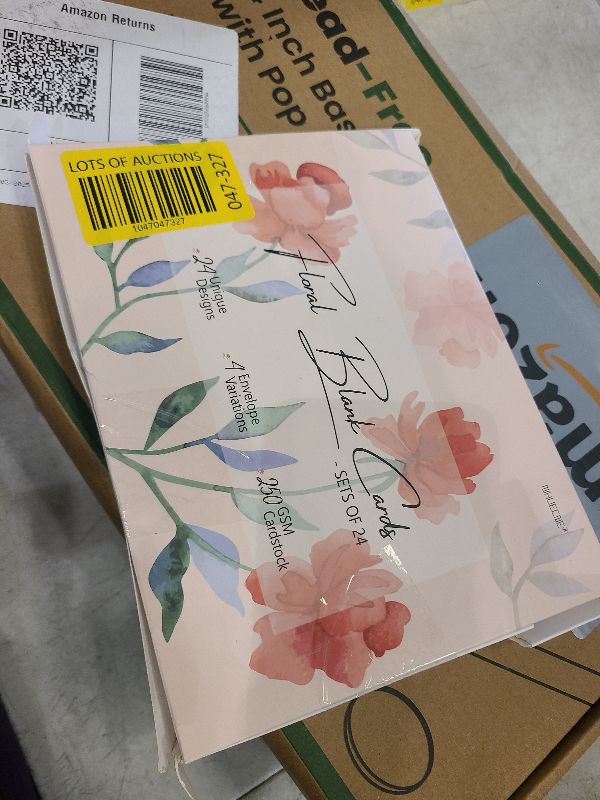 Amazon Returns
ead-Fre
Inch Bas
with Pop
LOTS OF AUCTIONS
047-327
1047047327
Floral Blank Cards
- SETS OF 24
24 Unique
Designs
4 Envelope
Variations
250 GSM
Cardstock
mazon